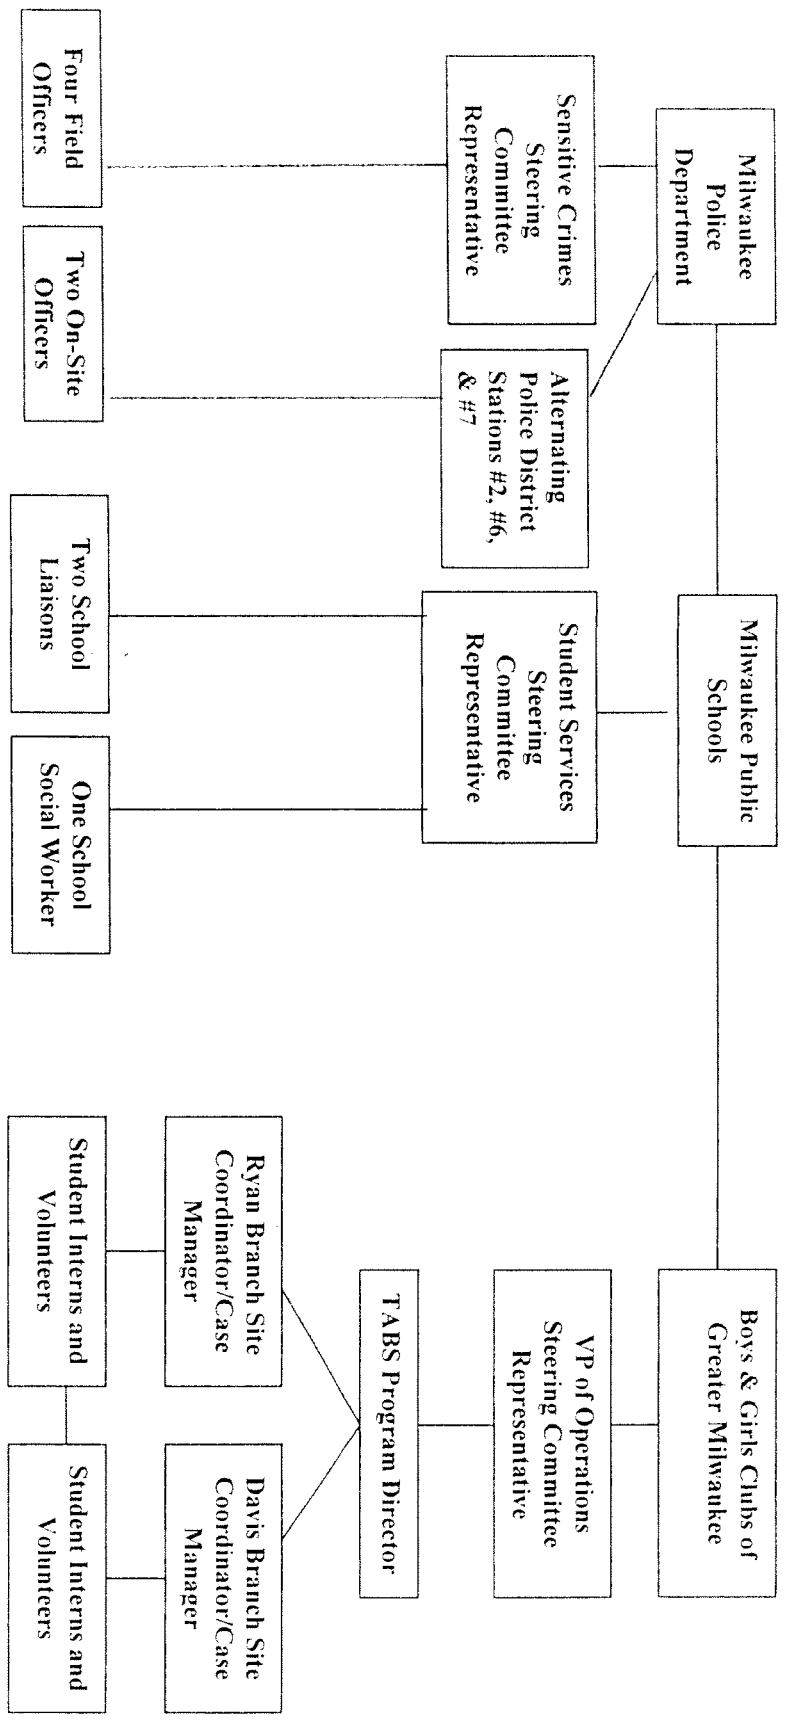 Milwaukee
Police
Department
Milwaukee Public
Schools
Boys & Girls Clubs of
Greater Milwaukee
Sensitive Crimes
Steering
Committee
Representative
Alternating
Police District
Stations #2, #6,
& #7
Student Services
Steering
Committee
Representative
VP of Operations
Steering Committee
Representative
TABS Program Director
Ryan Branch Site
Coordinator/Case
Manager
Davis Branch Site
Coordinator/Case
Manager
Four Field
Officers
Two On-Site
Officers
Two School
Liaisons
One School
Social Worker
Student Interns and
Volunteers
Student Interns and
Volunteers